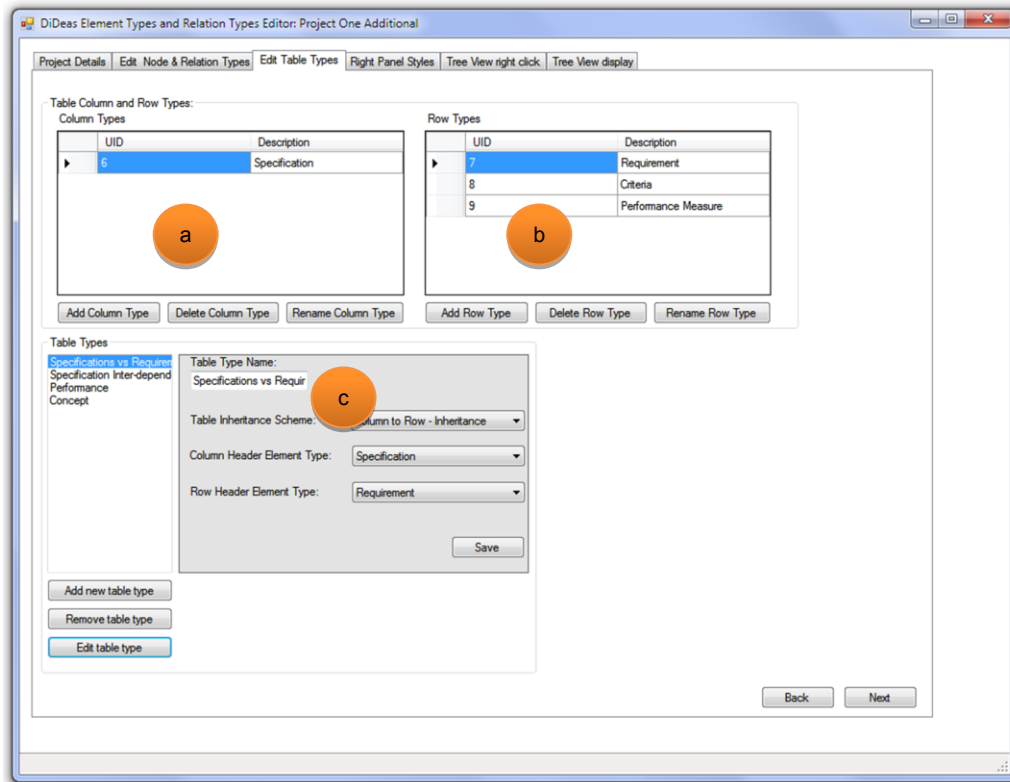 DiDeas Element Types and Relation Types Editor: Project One Additional
Project Details Edit Node & Relation Types Edit Table Types Right Panel Styles Tree View right click Tree View display
Table Column and Row Types:
Column Types
UID Description
6 Specification
a
Add Column Type Delete Column Type Rename Column Type
Row Types
UID Description
7 Requirement
8 Criteria
9 Performance Measure
b
Add Row Type Delete Row Type Rename Row Type
Table Types
Specifications vs Requiren
Specification Inter-depend
Performance
Concept
Table Type Name:
Specifications vs Requir
c
Table Inheritance Scheme: olumn to Row - Inheritance
Column Header Element Type: Specification
Row Header Element Type: Requirement
Save
Add new table type
Remove table type
Edit table type
Back Next